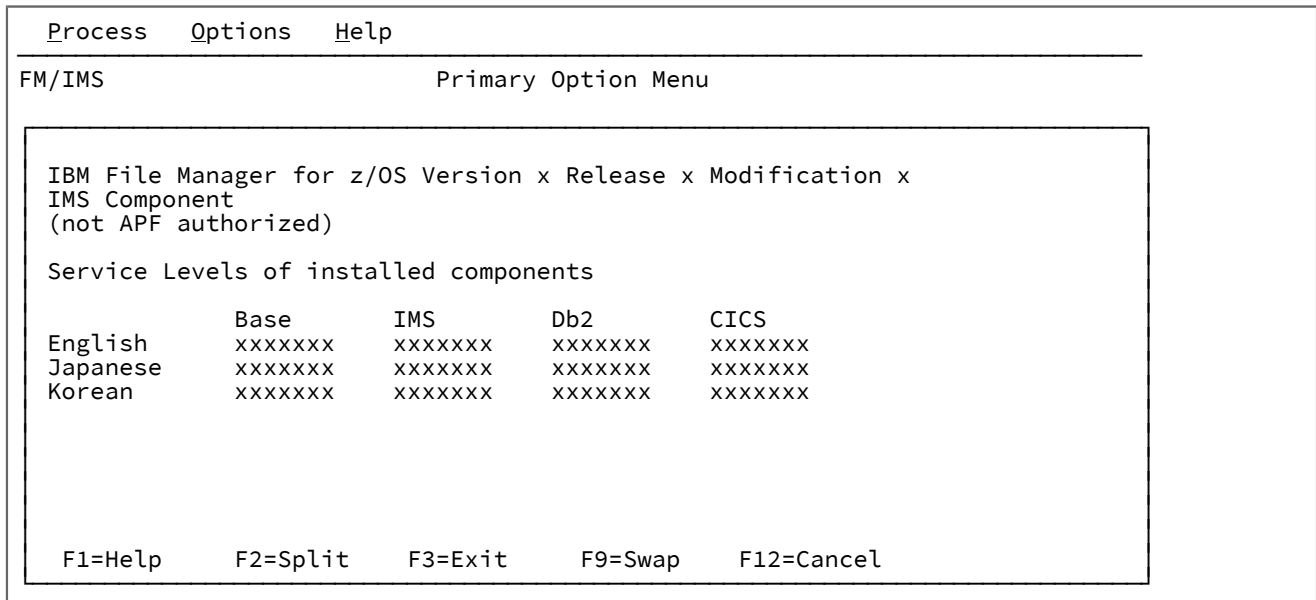 Process   Options   Help
FM/IMS                       Primary Option Menu
IBM File Manager for z/OS Version x Release x Modification x
IMS Component
(not APF authorized)
Service Levels of installed components
             Base       IMS        Db2        CICS
English      xxxxxxx    xxxxxxx    xxxxxxx    xxxxxxx
Japanese     xxxxxxx    xxxxxxx    xxxxxxx    xxxxxxx
Korean       xxxxxxx    xxxxxxx    xxxxxxx    xxxxxxx
F1=Help     F2=Split    F3=Exit     F9=Swap    F12=Cancel